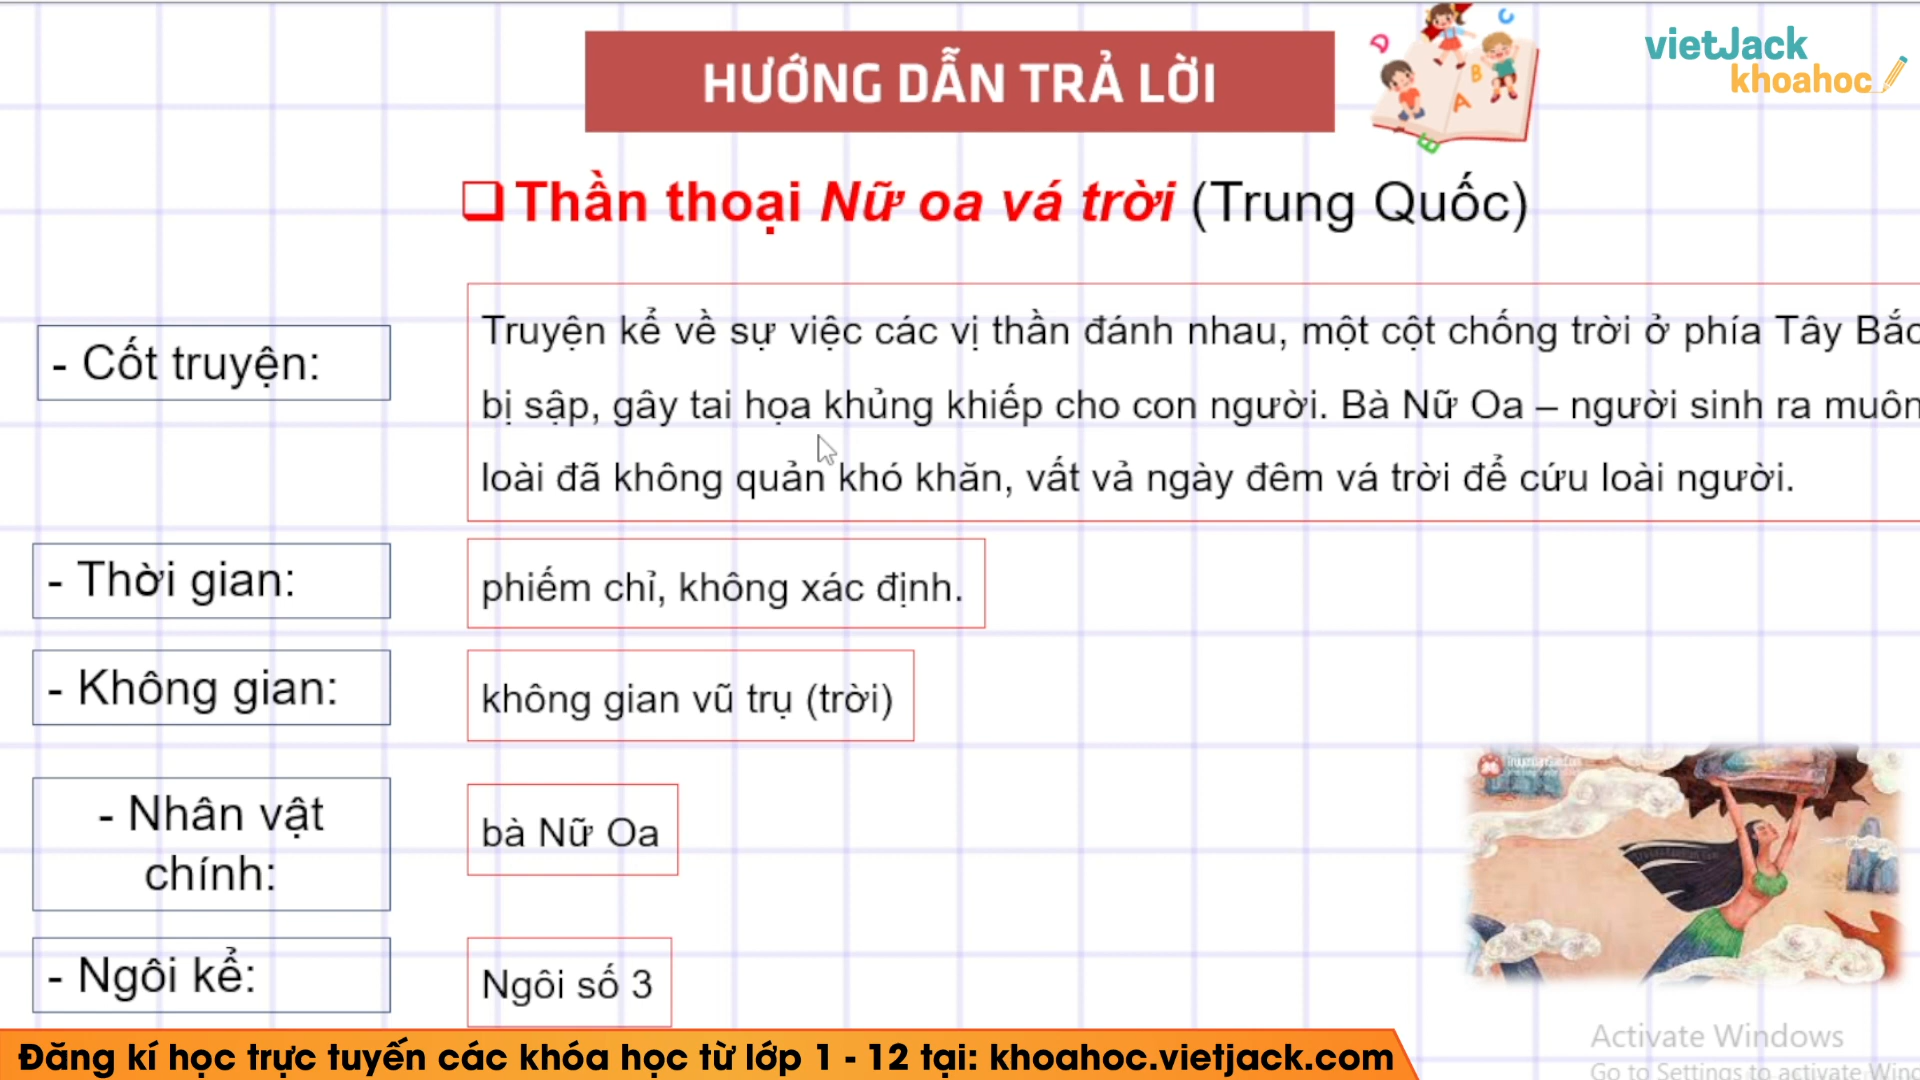 HƯỚNG DẪN TRẢ LỜI
vietJack
khoahoc
Thần thoại Nữ oa vá trời (Trung Quốc)
- Cốt truyện:
Truyện kể về sự việc các vị thần đánh nhau, một cột chống trời ở phía Tây Bắc
bị sập, gây tai họa khủng khiếp cho con người. Bà Nữ Oa – người sinh ra muôn
loài đã không quản khó khăn, vất vả ngày đêm vá trời để cứu loài người.
- Thời gian:
phiếm chỉ, không xác định.
- Không gian:
không gian vũ trụ (trời)
- Nhân vật
chính:
bà Nữ Oa
- Ngôi kể:
Ngôi số 3
Đăng kí học trực tuyến các khóa học từ lớp 1 - 12 tại: khoahoc.vietjack.com
Activate Windows
Go to Settings to activate Wind